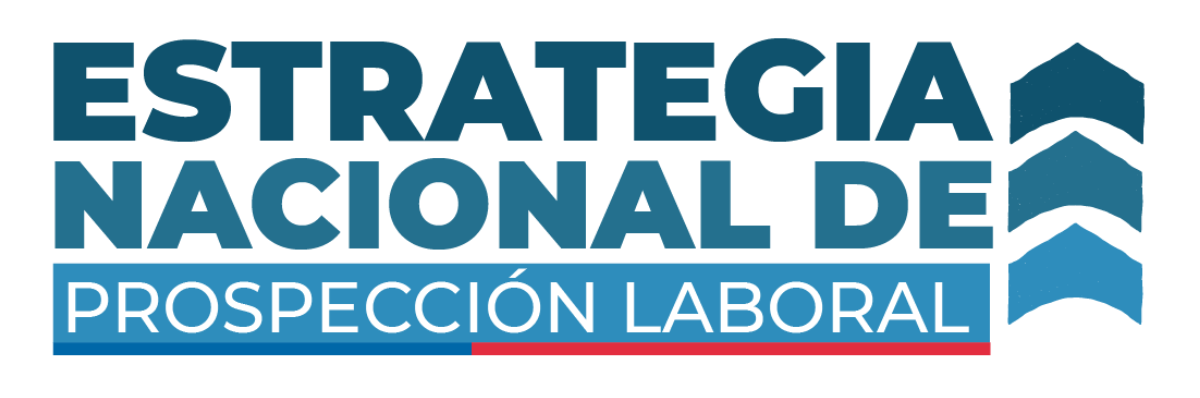 ESTRATEGIA
NACIONAL DE
PROSPECCIÓN LABORAL